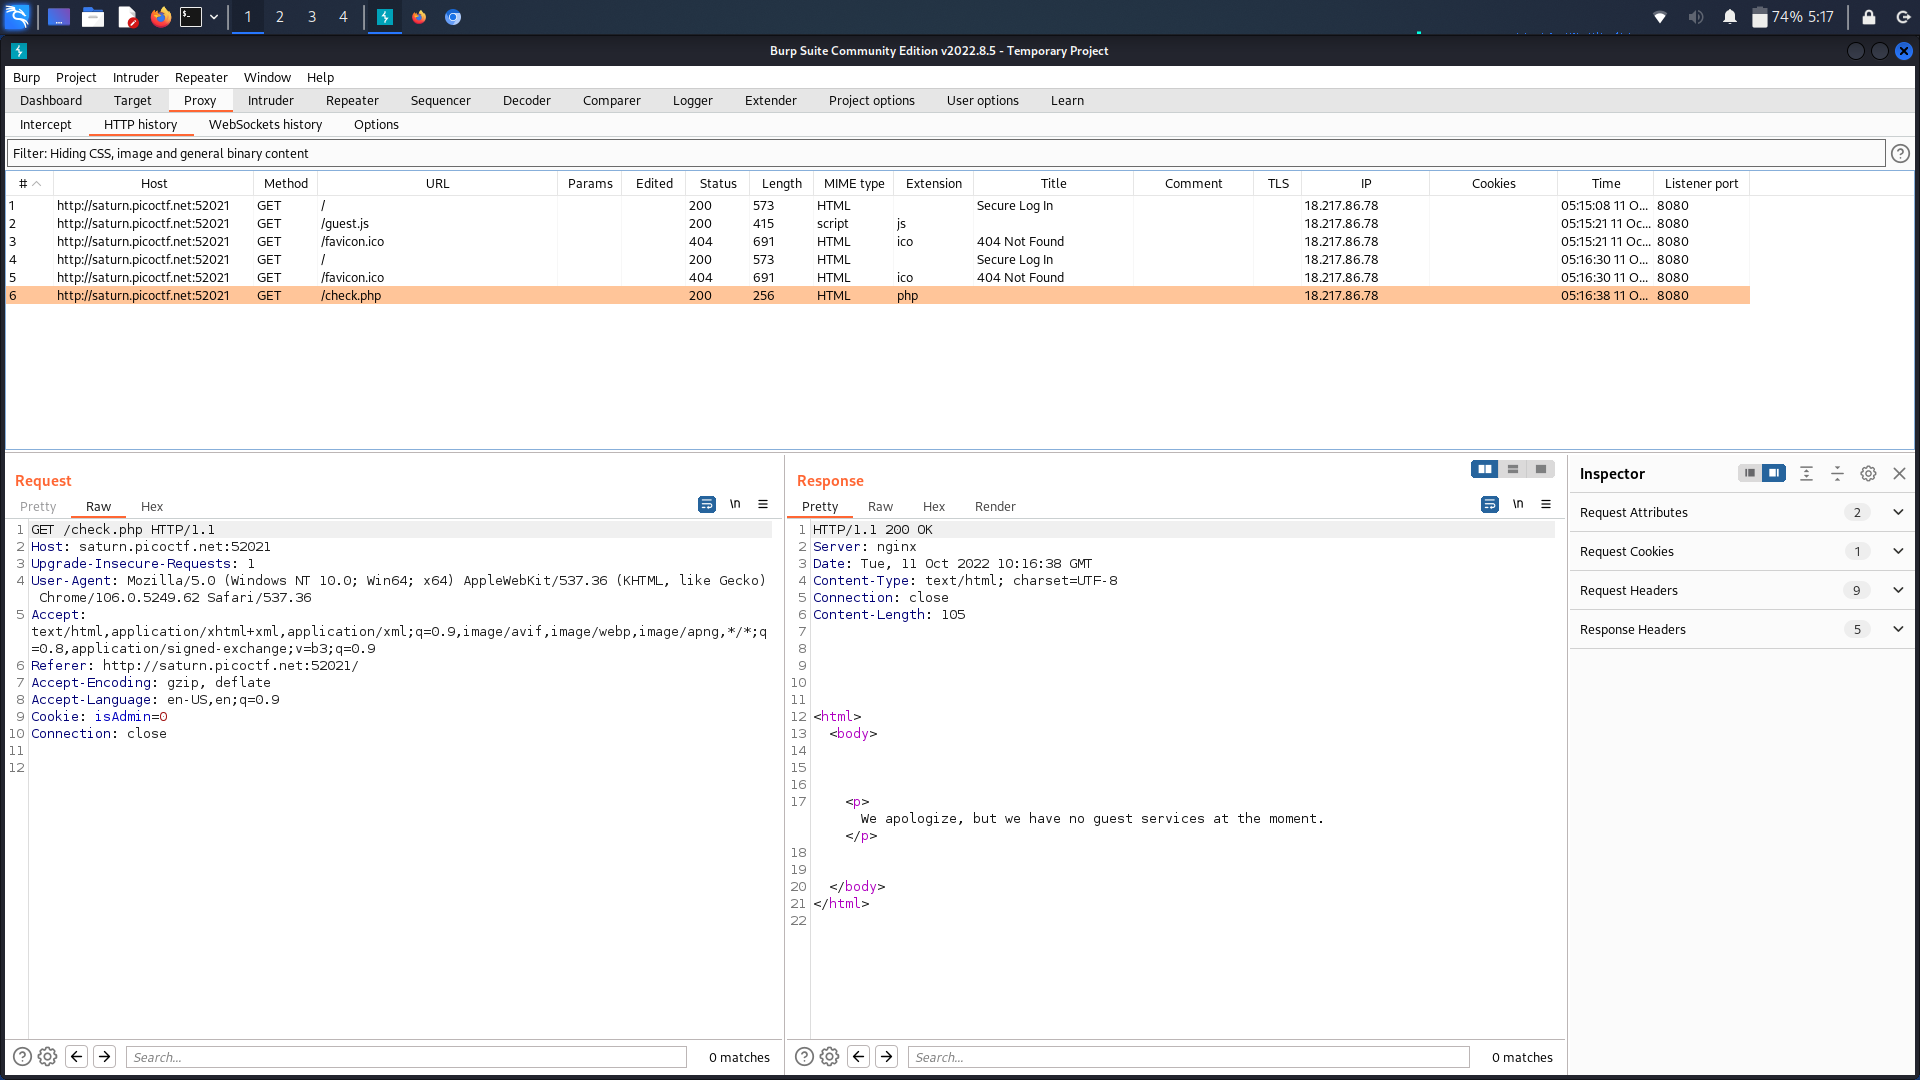 1 2 3 4 74% 5:17
Burp Suite Community Edition v2022.8.5 - Temporary Project
Burp Project Intruder Repeater Window Help
Dashboard Target Proxy Intruder Repeater Sequencer Decoder Comparer Logger Extender Project options User options Learn
Intercept HTTP history WebSockets history Options
Filter: Hiding CSS, image and general binary content
# Host Method URL Params Edited Status Length MIME type Extension Title Comment TLS IP Cookies Time Listener port
1 http://saturn.picoctf.net:52021 GET / 200 573 HTML Secure Log In 18.217.86.78 05:15:08 11 O... 8080
2 http://saturn.picoctf.net:52021 GET /guest.js 200 415 script js 18.217.86.78 05:15:21 11 Oc... 8080
3 http://saturn.picoctf.net:52021 GET /favicon.ico 404 691 HTML ico 404 Not Found 18.217.86.78 05:15:21 11 Oc... 8080
4 http://saturn.picoctf.net:52021 GET / 200 573 HTML Secure Log In 18.217.86.78 05:16:30 11 O... 8080
5 http://saturn.picoctf.net:52021 GET /favicon.ico 404 691 HTML ico 404 Not Found 18.217.86.78 05:16:30 11 O... 8080
6 http://saturn.picoctf.net:52021 GET /check.php 200 256 HTML php 18.217.86.78 05:16:38 11 O... 8080
Request
Pretty Raw Hex \n
1 GET /check.php HTTP/1.1
2 Host: saturn.picoctf.net:52021
3 Upgrade-Insecure-Requests: 1
4 User-Agent: Mozilla/5.0 (Windows NT 10.0; Win64; x64) AppleWebKit/537.36 (KHTML, like Gecko)
Chrome/106.0.5249.62 Safari/537.36
5 Accept:
text/html,application/xhtml+xml,application/xml;q=0.9,image/avif,image/webp,image/apng,*/*;q
=0.8,application/signed-exchange;v=b3;q=0.9
6 Referer: http://saturn.picoctf.net:52021/
7 Accept-Encoding: gzip, deflate
8 Accept-Language: en-US,en;q=0.9
9 Cookie: isAdmin=0
10 Connection: close
11
12
Search... 0 matches
Response
Pretty Raw Hex Render \n
1 HTTP/1.1 200 OK
2 Server: nginx
3 Date: Tue, 11 Oct 2022 10:16:38 GMT
4 Content-Type: text/html; charset=UTF-8
5 Connection: close
6 Content-Length: 105
7
8
9
10
11
12 <html>
13 <body>
14
15
16
17 <p>
We apologize, but we have no guest services at the moment.
</p>
18
19
20 </body>
21 </html>
22
Search... 0 matches
Inspector
Request Attributes 2
Request Cookies 1
Request Headers 9
Response Headers 5